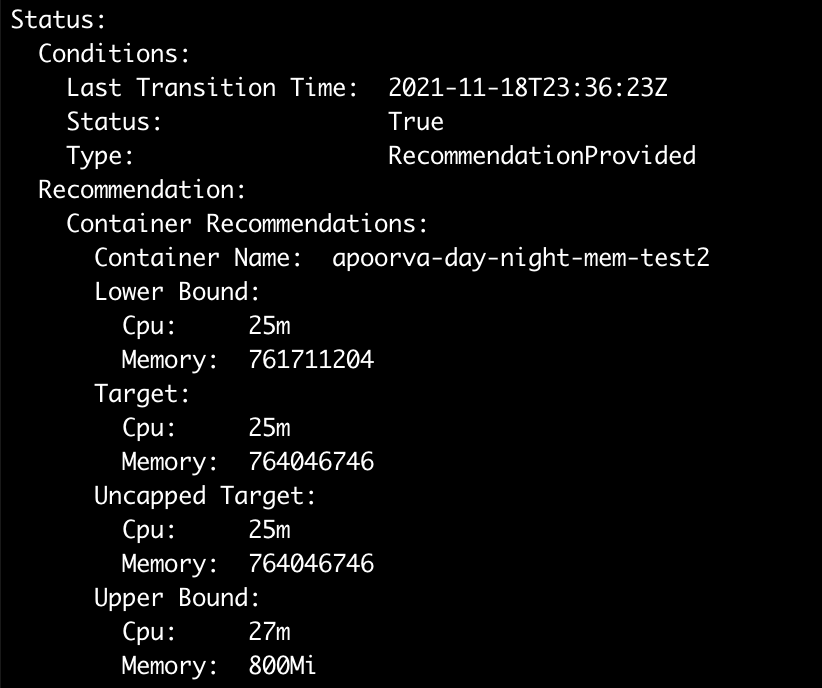 Status:
Conditions:
Last Transition Time: 2021-11-18T23:36:23Z
Status: True
Type: RecommendationProvided
Recommendation:
Container Recommendations:
Container Name: apoorva-day-night-mem-test2
Lower Bound:
Cpu: 25m
Memory: 761711204
Target:
Cpu: 25m
Memory: 764046746
Uncapped Target:
Cpu: 25m
Memory: 764046746
Upper Bound:
Cpu: 27m
Memory: 800Mi